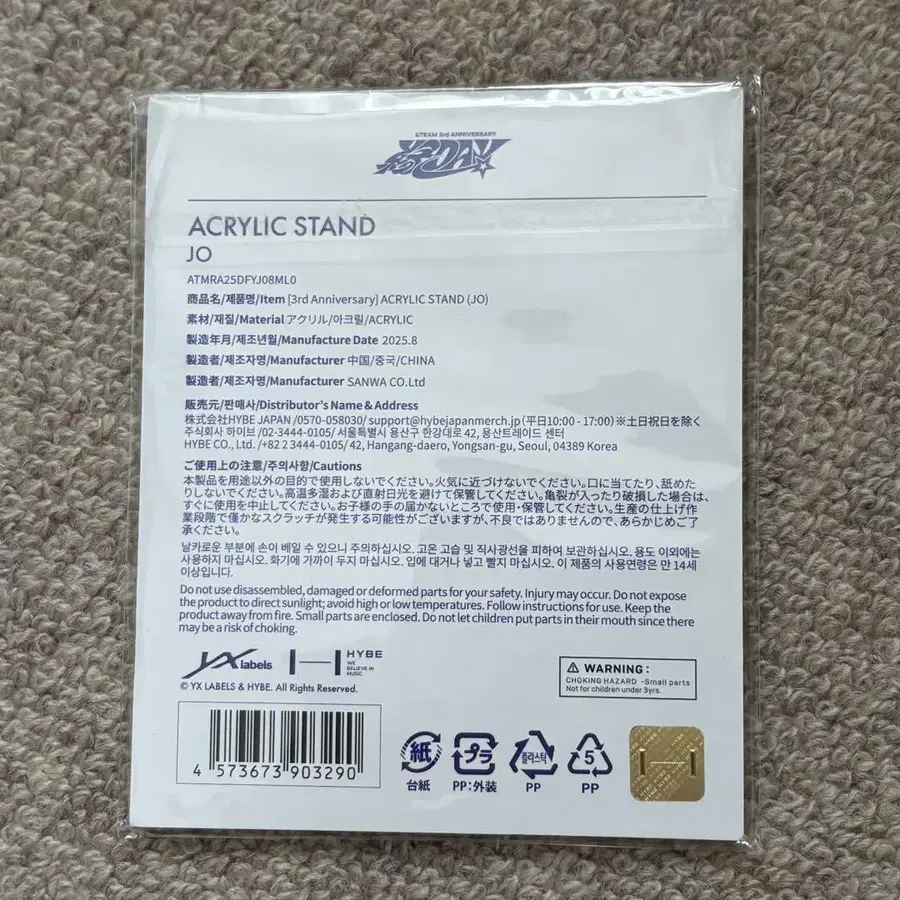 &TEAM 3rd ANNIVERSARY
ACRYLIC STAND
JO
ATMRA25DFYJ08ML0
商品名/제품명/Item [3rd Anniversary] ACRYLIC STAND (JO)
素材/재질/Material アクリル/아크릴/ACRYLIC
製造年月/제조년월/Manufacture Date 2025.8
製造者/제조자명/Manufacturer 中国/중국/CHINA
製造者/제조자명/Manufacturer SANWA CO.Ltd
販売元/판매사/Distributor's Name & Address
株式会社HYBE JAPAN /0570-058030/ support@hybejapanmerch.jp (平日10:00 - 17:00) ※土日祝日を除く
주식회사 하이브 /02-3444-0105/ 서울특별시 용산구 한강대로 42, 용산트레이드 센터
HYBE CO., Ltd. /+82 2 3444-0105/ 42, Hangang-daero, Yongsan-gu, Seoul, 04389 Korea
ご使用上の注意/주의사항/Cautions
本製品を用途以外の目的で使用しないでください。火気に近づけないでください。口に当てたり、舐めた
りしないでください。高温多湿および直射日光を避けて保管してください。亀裂が入ったり破損した場合は、
すぐに使用を中止してください。お子様の手の届かないところで使用・保管してください。生産の仕上げ作
業段階で僅かなスクラッチが発生する可能性がございますが、不良ではありませんので、あらかじめご了
承ください。
날카로운 부분에 손이 베일 수 있으니 주의하십시오. 고온 고습 및 직사광선을 피하여 보관하십시오. 용도 이외에는
사용하지 마십시오. 화기에 가까이 두지 마십시오. 입에 대거나 넣고 빨지 마십시오. 이 제품의 사용연령은 만 14세
이상입니다.
Do not use disassembled, damaged or deformed parts for your safety. Injury may occur. Do not expose
the product to direct sunlight; avoid high or low temperatures. Follow instructions for use. Keep the
product away from fire. Small parts are enclosed. Do not let children put parts in their mouth since there
may be a risk of choking.
YX labels HYBE
WE
BELIEVE IN
MUSIC
© YX LABELS & HYBE. All Rights Reserved.
WARNING :
CHOKING HAZARD -Small parts
Not for children under 3yrs.
4 573673 903290
紙 プラ 플라스틱 5
台紙 PP:外装 PP PP